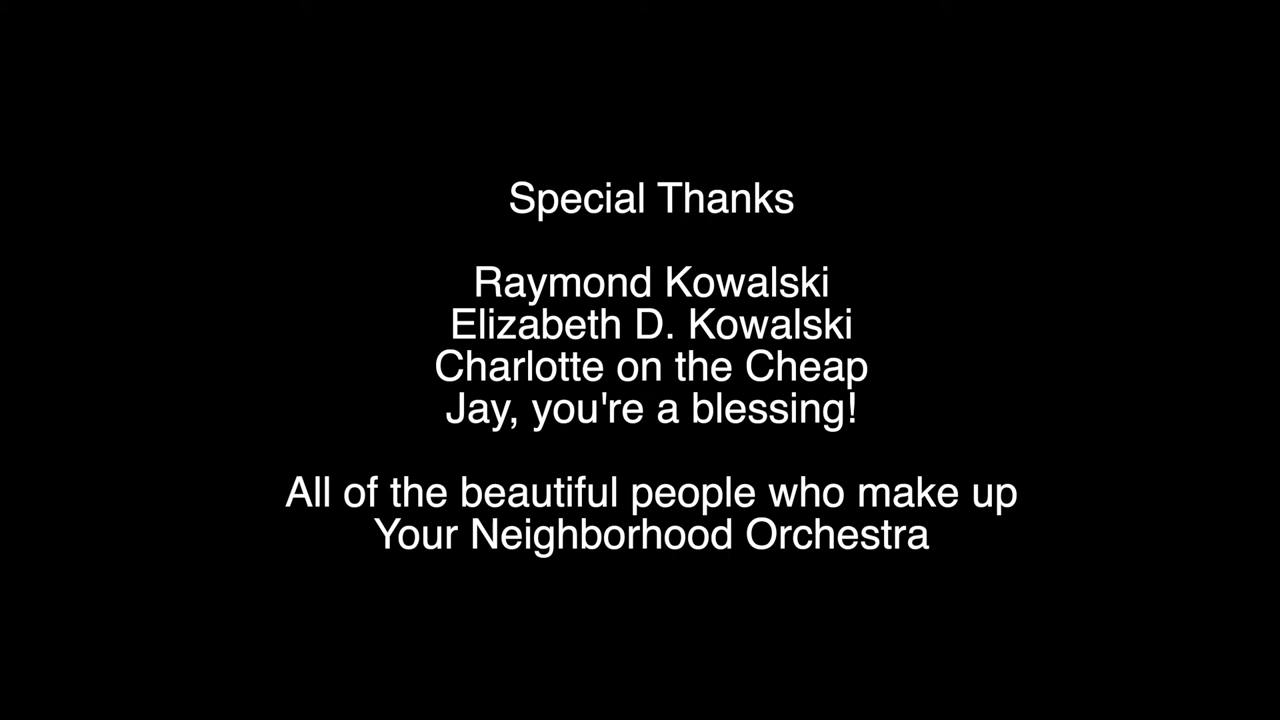 Special Thanks
Raymond Kowalski
Elizabeth D. Kowalski
Charlotte on the Cheap
Jay, you're a blessing!
All of the beautiful people who make up
Your Neighborhood Orchestra